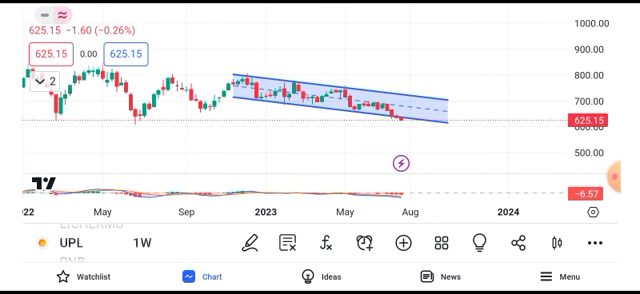 1000.00
625.15 −1.60 (−0.26%)
900.00
625.15 0.00 625.15
800.00
2
700.00
625.15
600.00
500.00
−6.57
2022 May Sep 2023 May Aug 2024
EICHERMO
UPL 1W
Watchlist Chart Ideas News Menu